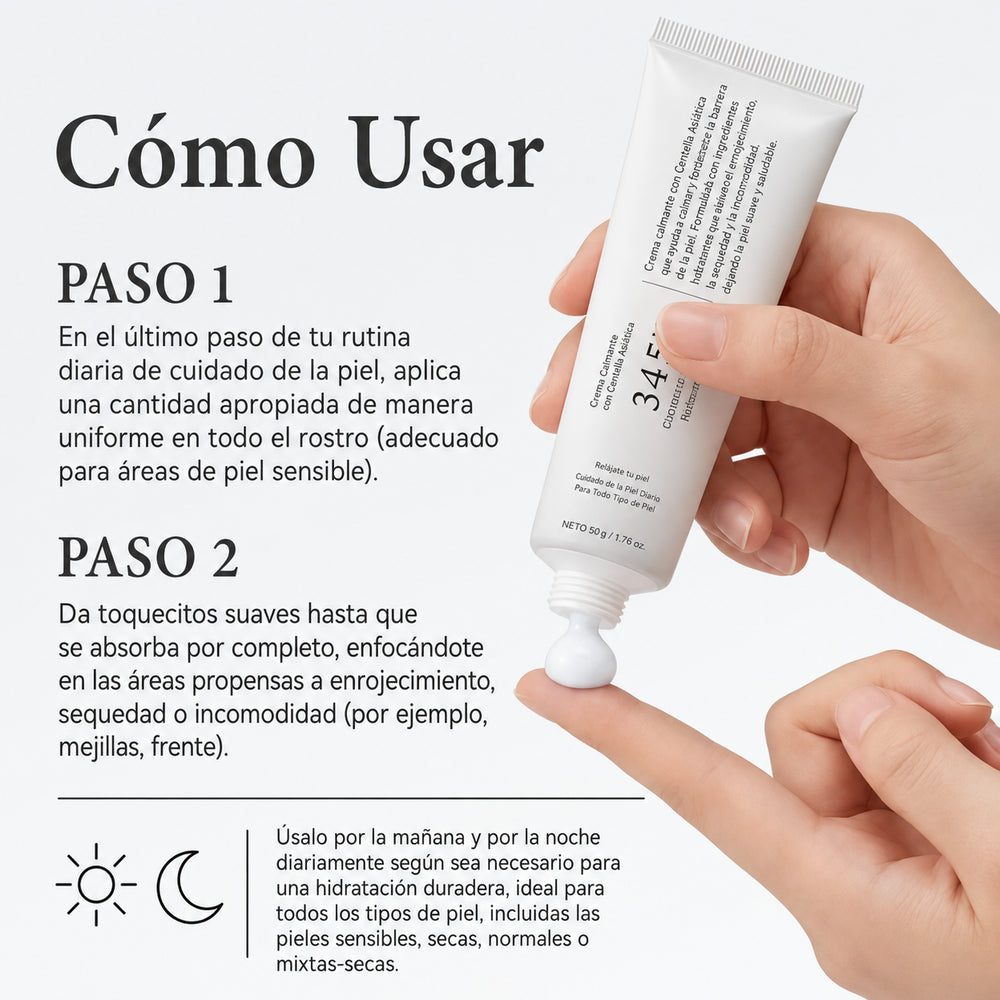 Cómo Usar
PASO 1
En el último paso de tu rutina
diaria de cuidado de la piel, aplica
una cantidad apropiada de manera
uniforme en todo el rostro (adecuado
para áreas de piel sensible).
PASO 2
Da toquecitos suaves hasta que
se absorba por completo, enfocándote
en las áreas propensas a enrojecimiento,
sequedad o incomodidad (por ejemplo,
mejillas, frente).
Úsalo por la mañana y por la noche
diariamente según sea necesario para
una hidratación duradera, ideal para
todos los tipos de piel, incluidas las
pieles sensibles, secas, normales o
mixtas-secas.
Crema calmante con Centella Asiática
que ayuda a calmar y
la barrera
de la piel.
con ingredientes
que
el enrojecimiento,
la sequedad y la incomodidad,
dejando la piel suave y saludable.
Crema Calmante
con Centella Asiática
345
Relájate tu piel
Cuidado de la Piel Diario
Para Todo Tipo de Piel
NETO 50 g / 1.76 oz.